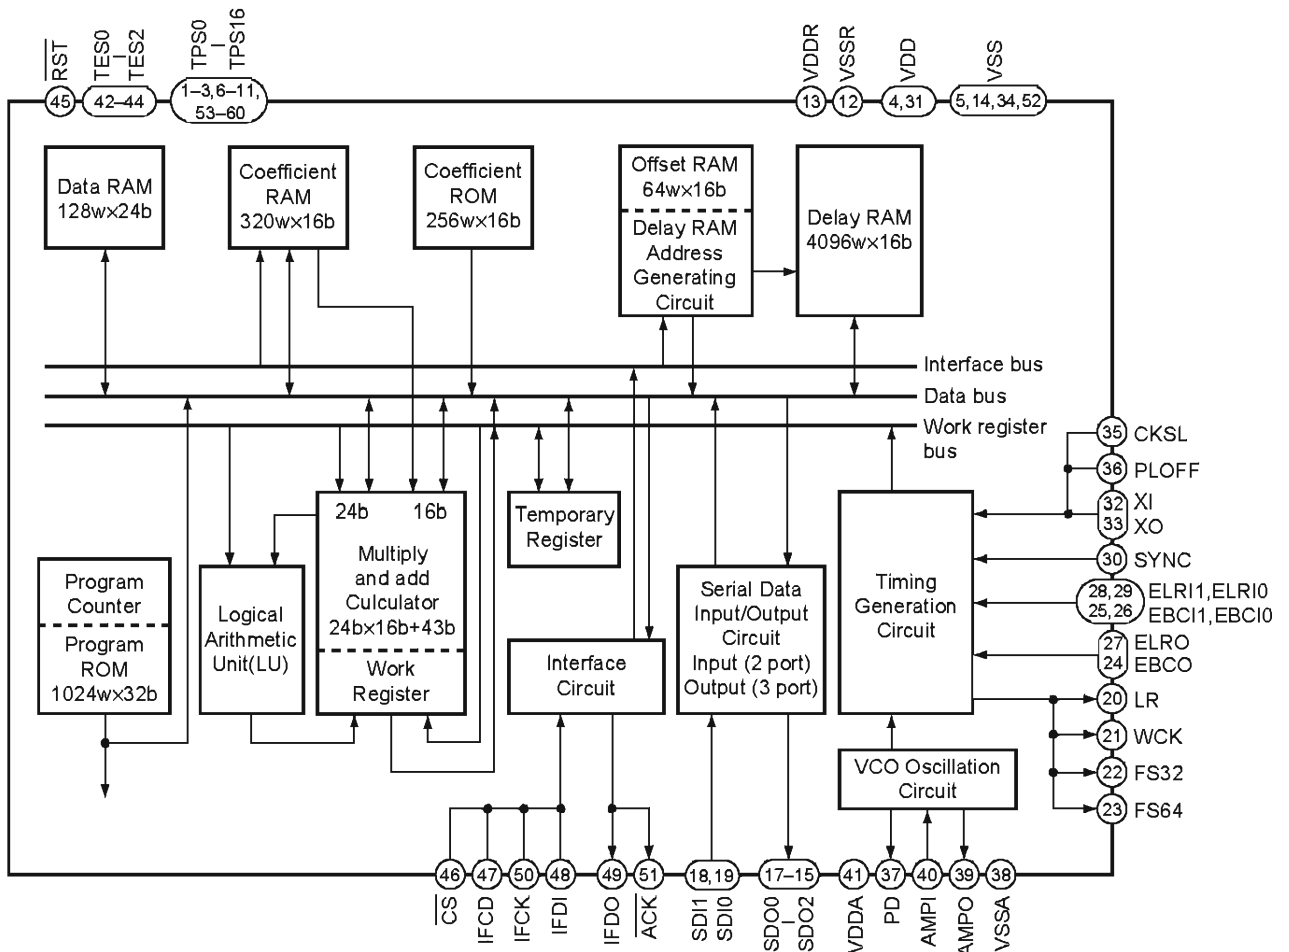 RST
TES0
TES2
TPS0
TPS16
VDDR
VSSR
VDD
VSS
45
42–44
1–3,6–11,
53–60
13
12
4,31
5,14,34,52
Data RAM
128w×24b
Coefficient
RAM
320w×16b
Coefficient
ROM
256w×16b
Offset RAM
64w×16b
Delay RAM
Address
Generating
Circuit
Delay RAM
4096w×16b
Interface bus
Data bus
Work register
bus
35 CKSL
36 PLOFF
32 XI
33 XO
30 SYNC
28,29 ELRI1,ELRI0
25,26 EBCI1,EBCI0
27 ELRO
24 EBCO
20 LR
21 WCK
22 FS32
23 FS64
24b 16b
Multiply
and add
Culculator
24b×16b+43b
Work
Register
Temporary
Register
Program
Counter
Program
ROM
1024w×32b
Logical
Arithmetic
Unit(LU)
Interface
Circuit
Serial Data
Input/Output
Circuit
Input (2 port)
Output (3 port)
Timing
Generation
Circuit
VCO Oscillation
Circuit
46
47
50
48
49
51
18,19
17–15
41
37
40
39
38
CS
IFCD
IFCK
IFDI
IFDO
ACK
SDI1
SDI0
SDO0
SDO2
VDDA
PD
AMPI
AMPO
VSSA